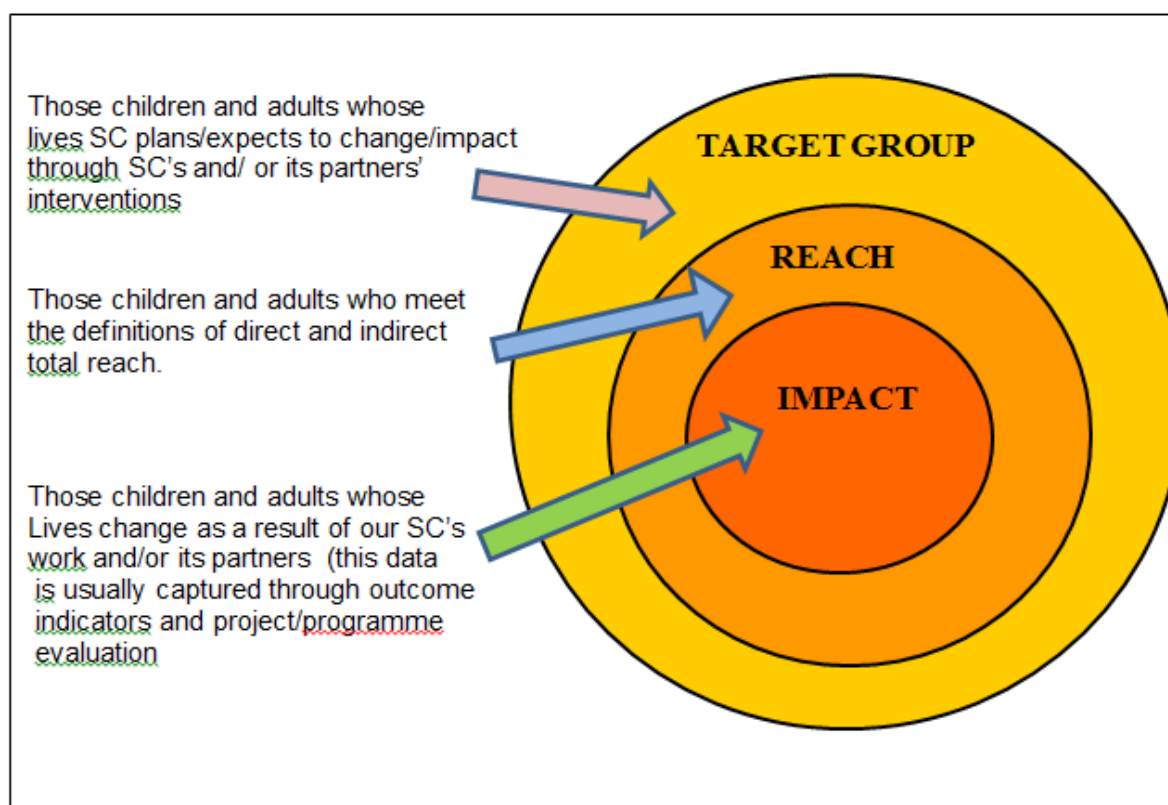 Those children and adults whose
lives SC plans/expects to change/impact
through SC's and/ or its partners'
interventions
TARGET GROUP
REACH
Those children and adults who meet
the definitions of direct and indirect
total reach.
IMPACT
Those children and adults whose
Lives change as a result of our SC's
work and/or its partners  (this data
is usually captured through outcome
indicators and project/programme
evaluation